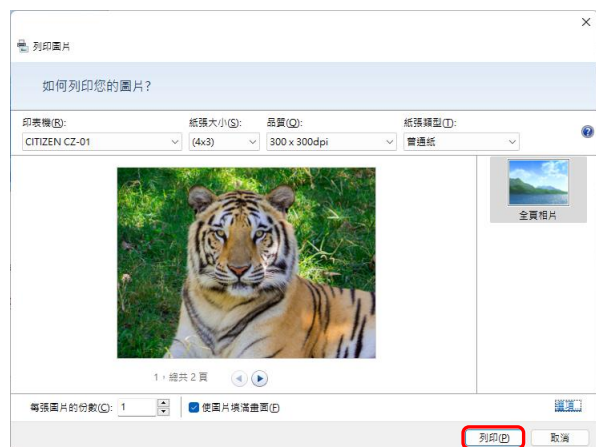 列印圖片
如何列印您的圖片?
印表機(R): 紙張大小(S): 品質(Q): 紙張類型(T):
CITIZEN CZ-01 (4x3) 300 x 300dpi 普通紙
全頁相片
1，總共 2 頁
每張圖片的份數(C): 1 使圖片填滿畫面(F) 選項...
列印(P) 取消